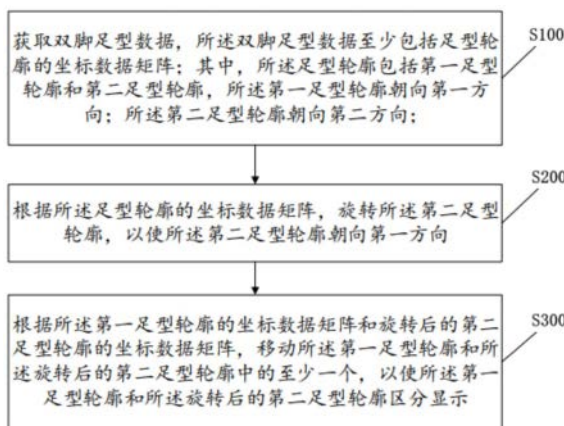 获取双脚足型数据，所述双脚足型数据至少包括足型轮
廓的坐标数据矩阵；其中，所述足型轮廓包括第一足型
轮廓和第二足型轮廓，所述第一足型轮廓朝向第一方
向；所述第二足型轮廓朝向第二方向；
S100
根据所述足型轮廓的坐标数据矩阵，旋转所述第二足型
轮廓，以使所述第二足型轮廓朝向第一方向
S200
根据所述第一足型轮廓的坐标数据矩阵和旋转后的第二
足型轮廓的坐标数据矩阵，移动所述第一足型轮廓和所
述旋转后的第二足型轮廓中的至少一个，以使所述第一
足型轮廓和所述旋转后的第二足型轮廓区分显示
S300